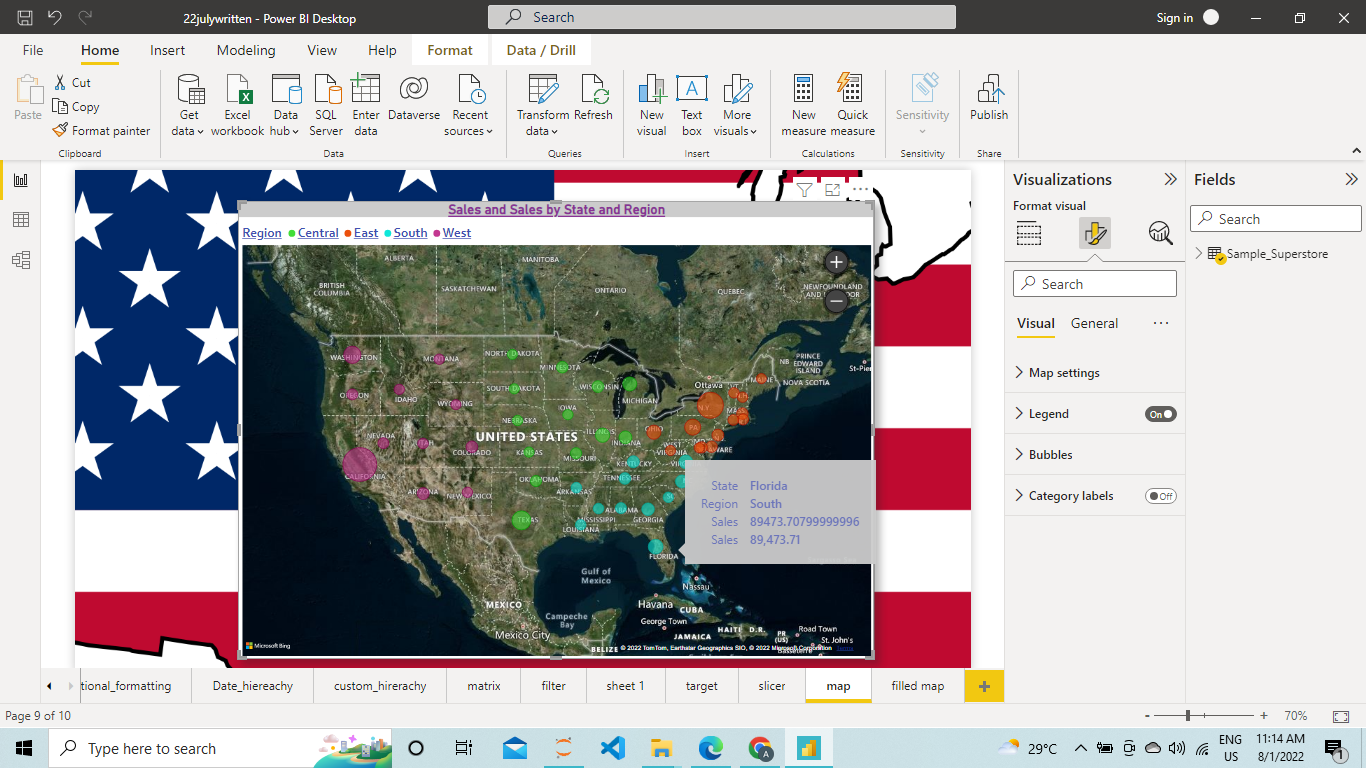 22julywritten - Power BI Desktop
Search
Sign in
File Home Insert Modeling View Help Format Data / Drill
Paste
Cut
Copy
Format painter
Clipboard
Get data
Excel workbook
Data hub
SQL Server
Enter data
Dataverse
Recent sources
Data
Transform data
Refresh
Queries
New visual
Text box
More visuals
Insert
New measure
Quick measure
Calculations
Sensitivity
Sensitivity
Publish
Share
Sales and Sales by State and Region
Region Central East South West
ALBERTA
MANITOBA
BRITISH COLUMBIA
SASKATCHEWAN
ONTARIO
QUEBEC
NEWFOUNDLAND
WASHINGTON
MONTANA
NORTH DAKOTA
MINNESOTA
Ottawa
MAINE
NB
PRINCE EDWARD ISLAND
NOVA SCOTIA
St-Pier
OREGON
IDAHO
WYOMING
SOUTH DAKOTA
WISCONSIN
MICHIGAN
VT
N.Y.
MASS
NEBRASKA
IOWA
ILLINOIS
INDIANA
OHIO
PA
NEVADA
UTAH
COLORADO
UNITED STATES
KANSAS
MISSOURI
WEST VIRGINIA
KENTUCKY
CALIFORNIA
ARIZONA
NEW MEXICO
OKLAHOMA
ARKANSAS
TENNESSEE
TEXAS
LOUISIANA
MISSISSIPPI
ALABAMA
GEORGIA
FLORIDA
State Florida
Region South
Sales 89473.70799999996
Sales 89,473.71
Gulf of Mexico
Nassau
MEXICO
Mexico City
Campeche Bay
Havana
CUBA
George Town
JAMAICA
HAITI
D.R.
PR (US)
Road Town
St. John's
Basseterre
BELIZE
Microsoft Bing
© 2022 TomTom, Earthstar Geographics SIO, © 2022 Microsoft Corporation
Visualizations
Format visual
Search
Visual General
Map settings
Legend On
Bubbles
Category labels Off
Fields
Search
Sample_Superstore
tional_formatting Date_hiereachy custom_hirerachy matrix filter sheet 1 target slicer map filled map
Page 9 of 10
70%
Type here to search
29°C
ENG
US
11:14 AM
8/1/2022
1